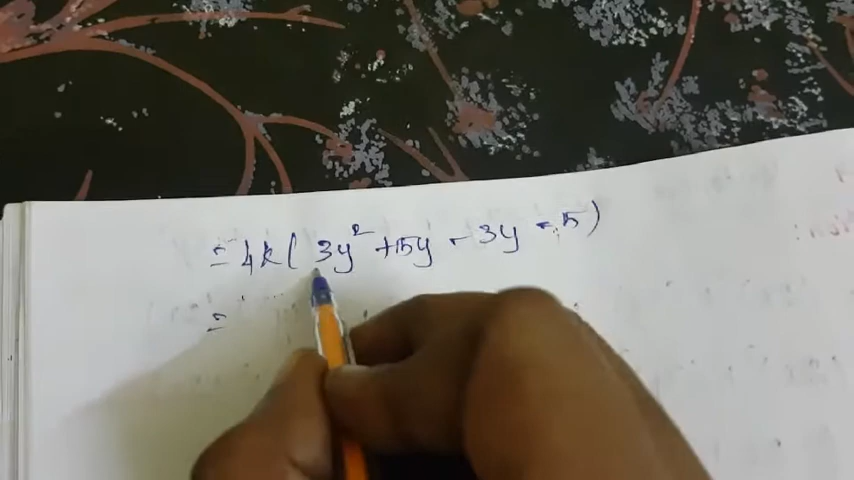 = 4k( 3y² + 5y - 3y - 5)
=